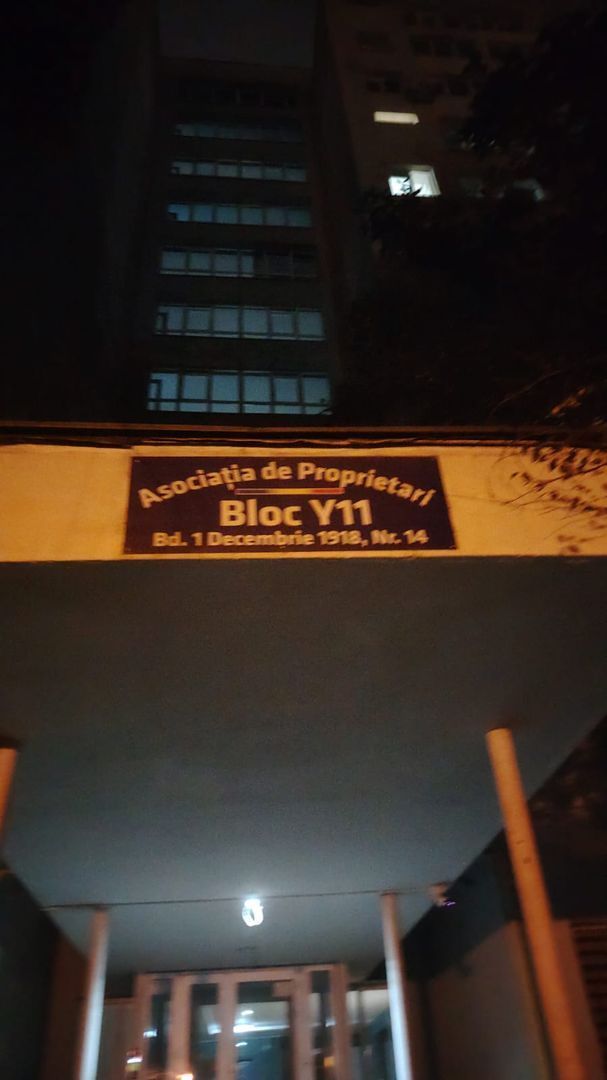 Asociația de Proprietari
Bloc Y11
Bd. 1 Decembrie 1918, Nr. 14